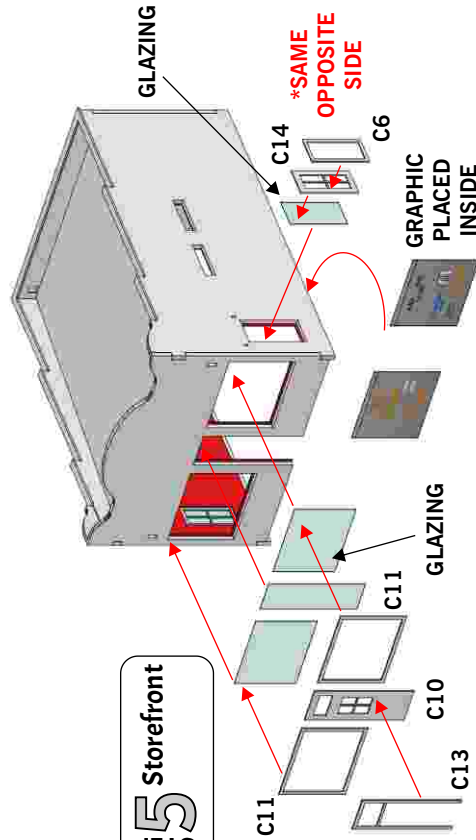 5 Storefront
GLAZING
*SAME
OPPOSITE
SIDE
C14
C6
GRAPHIC
PLACED
INSIDE
GLAZING
C11
C10
C11
C13